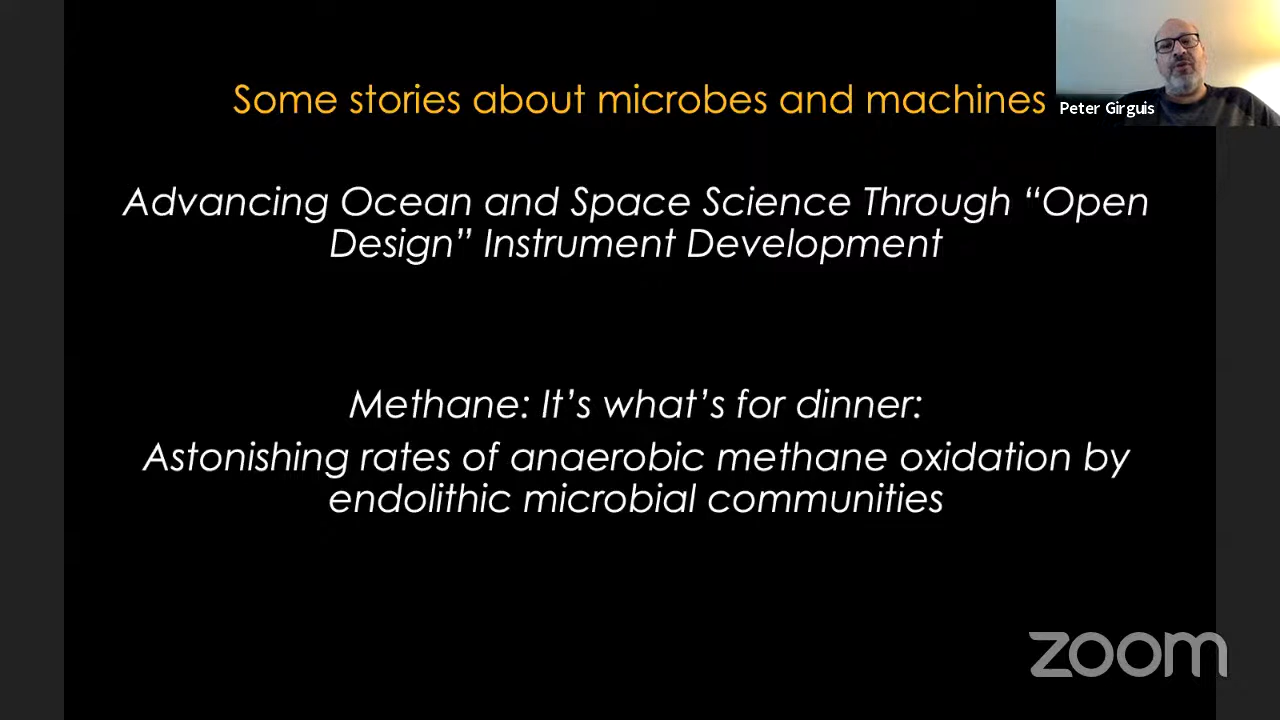 Some stories about microbes and machines
Peter Girguis
Advancing Ocean and Space Science Through “Open
Design” Instrument Development
Methane: It’s what’s for dinner:
Astonishing rates of anaerobic methane oxidation by
endolithic microbial communities
zoom